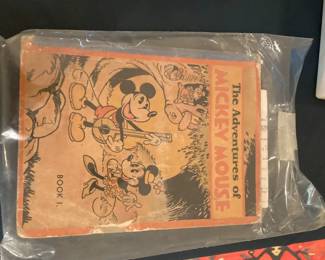 The Adventures of
MICKEY MOUSE
BOOK I.